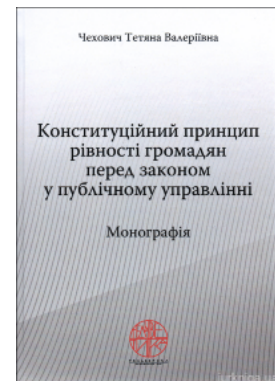 Чехович Тетяна Валеріївна
Конституційний принцип
рівності громадян
перед законом
у публічному управлінні
Монографія